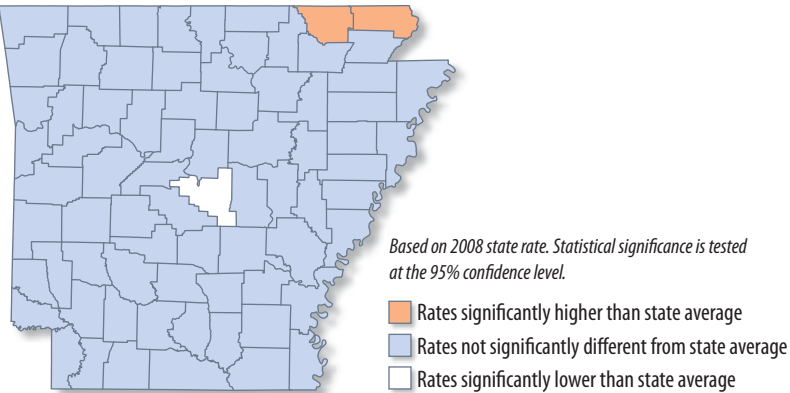 Based on 2008 state rate. Statistical significance is tested
at the 95% confidence level.
Rates significantly higher than state average
Rates not significantly different from state average
Rates significantly lower than state average